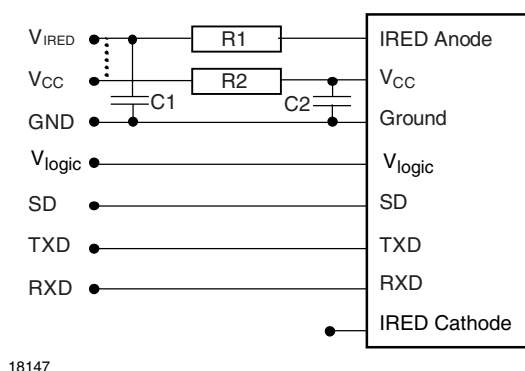 VIRED R1 IRED Anode
VCC R2 VCC
C1 C2
GND Ground
Vlogic Vlogic
SD SD
TXD TXD
RXD RXD
IRED Cathode
18147